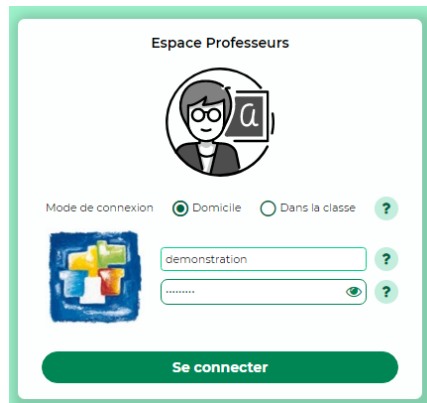 Espace Professeurs
a
Mode de connexion Domicile Dans la classe ?
demonstration ?
......... ?
Se connecter